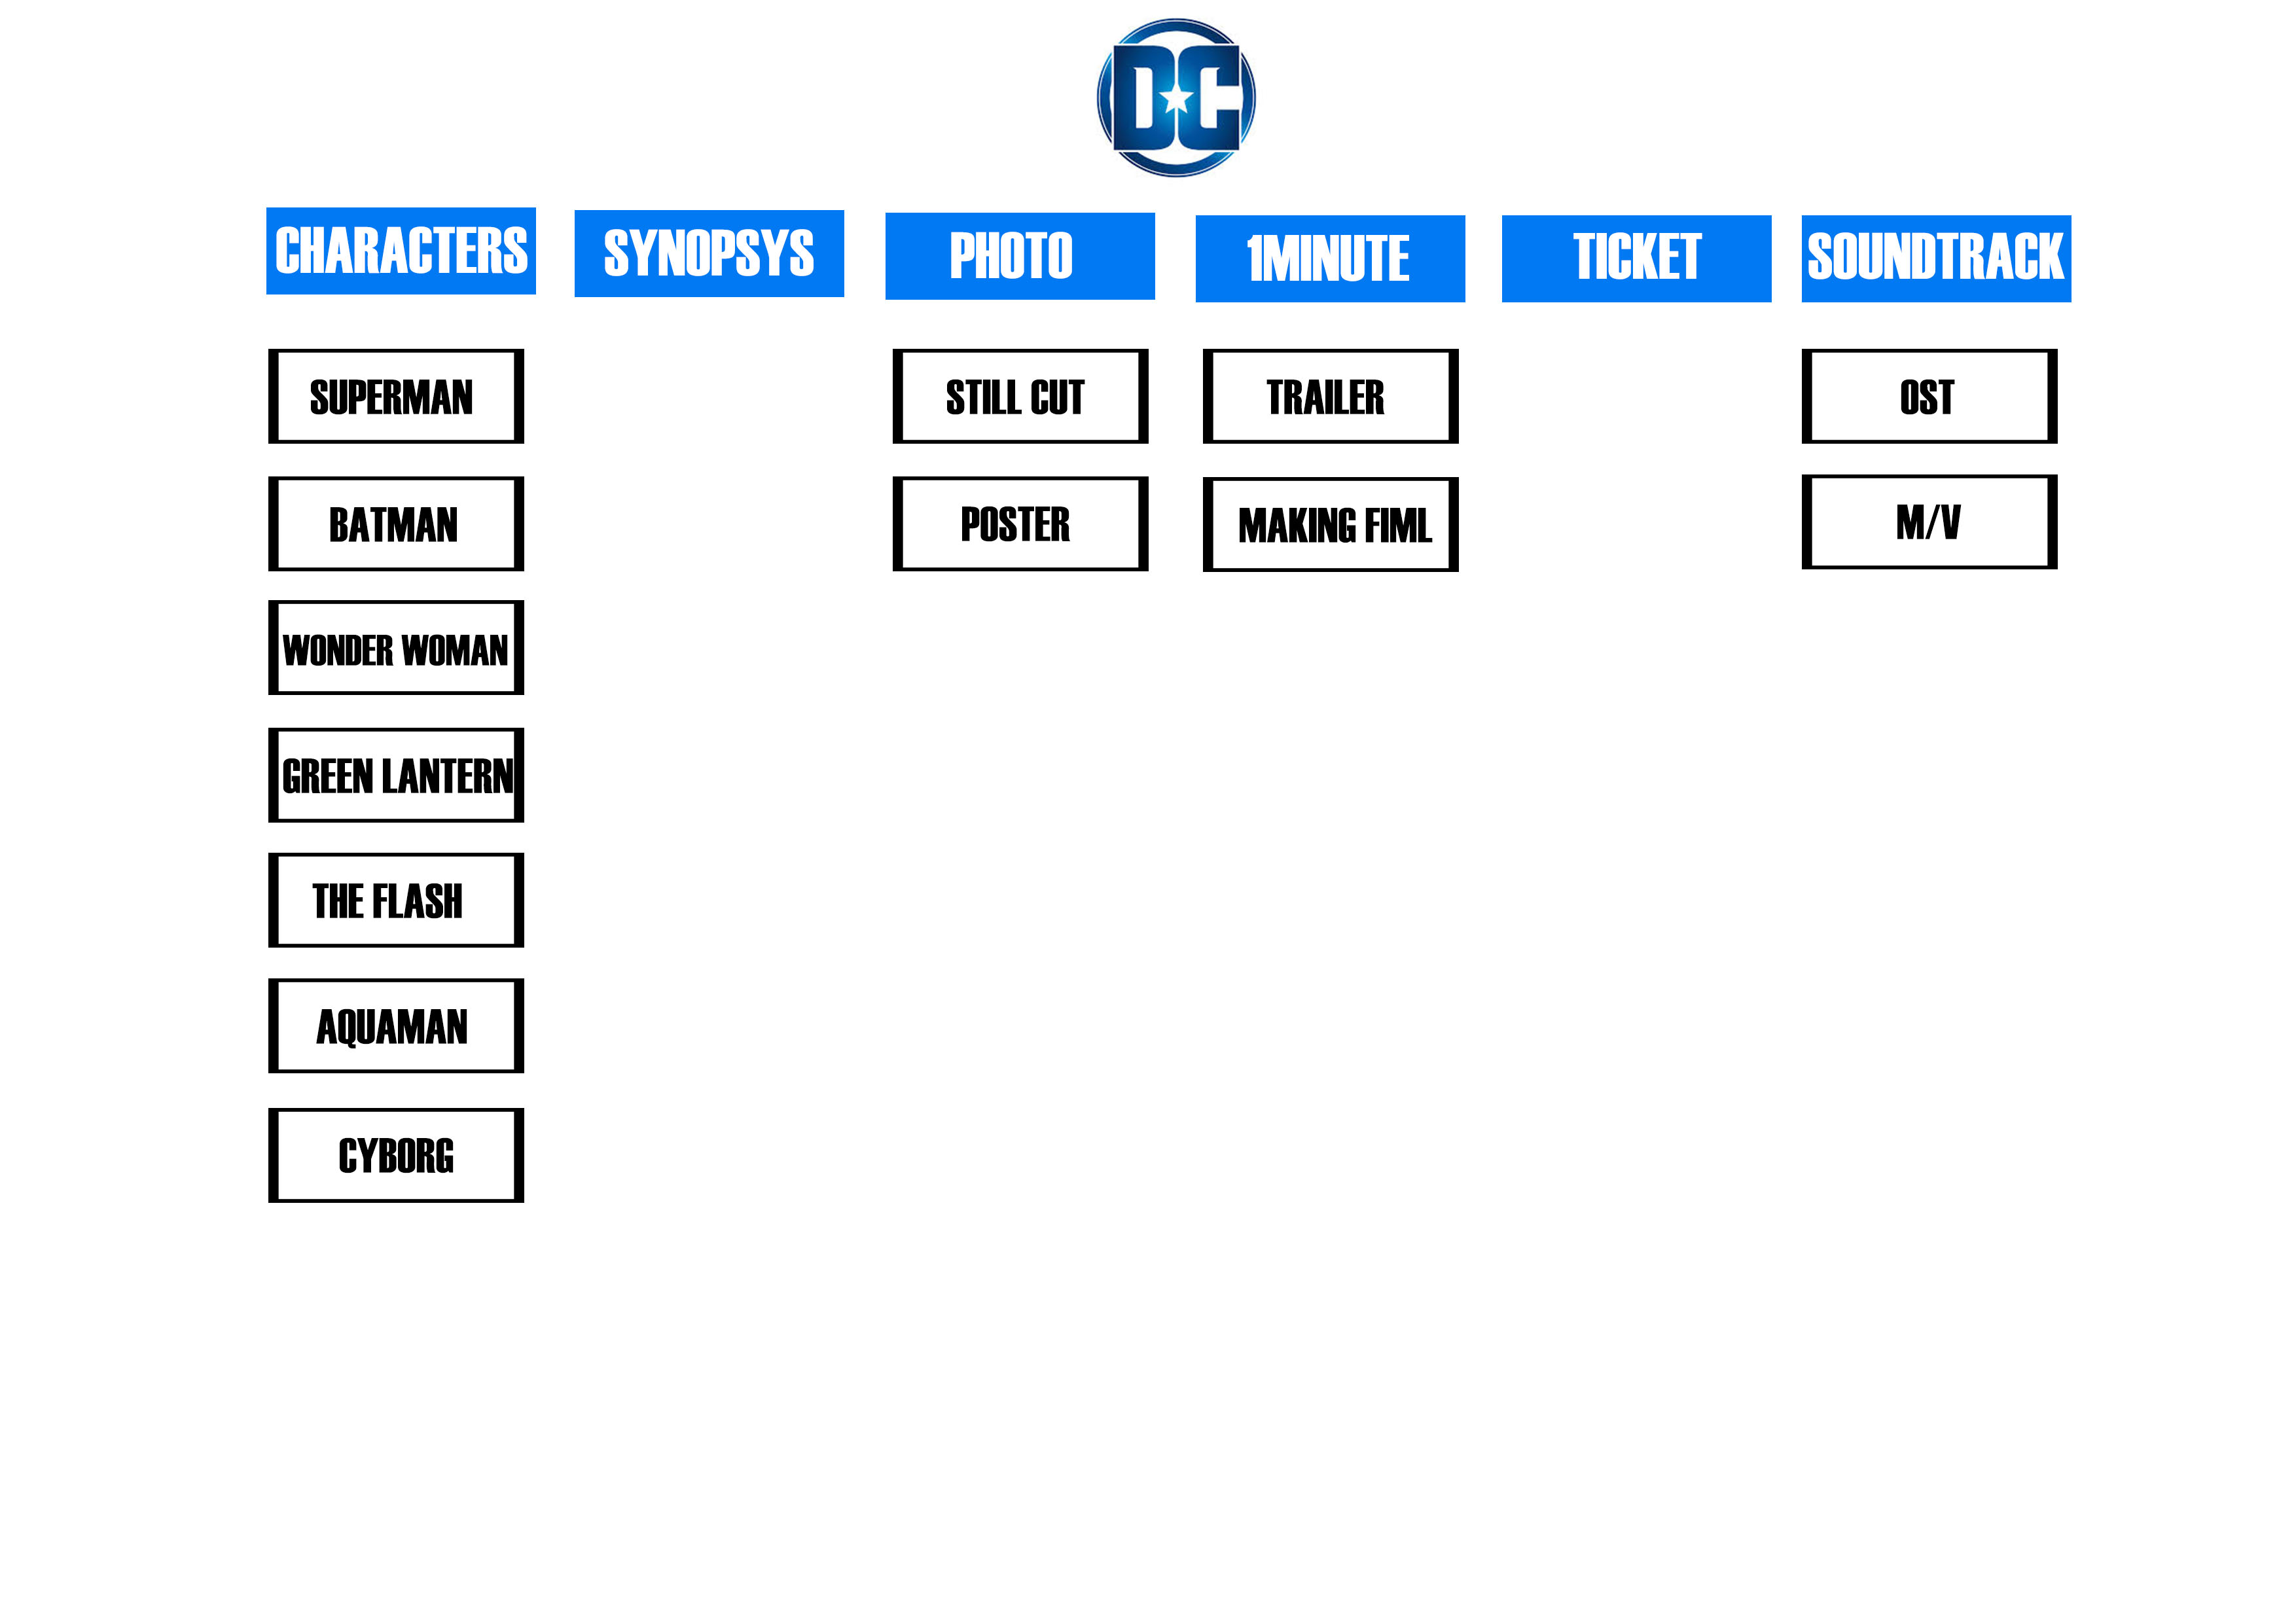 DC
CHARACTERS SYNOPSYS PHOTO 1MINUTE TICKET SOUNDTRACK
SUPERMAN STILL CUT TRAILER OST
BATMAN POSTER MAKING FIML M/V
WONDER WOMAN
GREEN LANTERN
THE FLASH
AQUAMAN
CYBORG